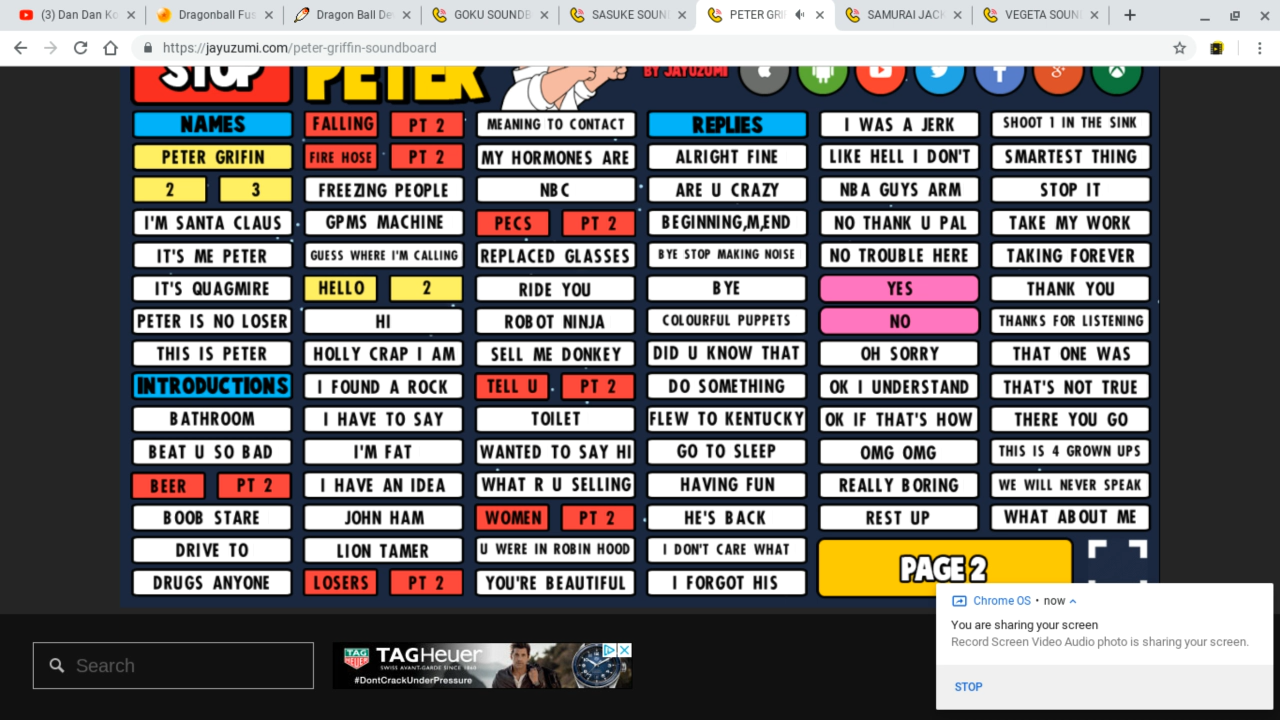 (3) Dan Dan Ko
Dragonball Fus
Dragon Ball De
GOKU SOUNDB
SASUKE SOUN
PETER GRI
SAMURAI JACK
VEGETA SOUN
https://jayuzumi.com/peter-griffin-soundboard
STOP
PETER
BY JAYUZUMI
NAMES
PETER GRIFIN
2
3
I'M SANTA CLAUS
IT'S ME PETER
IT'S QUAGMIRE
PETER IS NO LOSER
THIS IS PETER
INTRODUCTIONS
BATHROOM
BEAT U SO BAD
BEER
PT 2
BOOB STARE
DRIVE TO
DRUGS ANYONE
FALLING
PT 2
FIRE HOSE
PT 2
FREEZING PEOPLE
GPMS MACHINE
GUESS WHERE I'M CALLING
HELLO
2
HI
HOLLY CRAP I AM
I FOUND A ROCK
I HAVE TO SAY
I'M FAT
I HAVE AN IDEA
JOHN HAM
LION TAMER
LOSERS
PT 2
MEANING TO CONTACT
MY HORMONES ARE
NBC
PECS
PT 2
REPLACED GLASSES
RIDE YOU
ROBOT NINJA
SELL ME DONKEY
TELL U
PT 2
TOILET
WANTED TO SAY HI
WHAT R U SELLING
WOMEN
PT 2
U WERE IN ROBIN HOOD
YOU'RE BEAUTIFUL
REPLIES
ALRIGHT FINE
ARE U CRAZY
BEGINNING,M,END
BYE STOP MAKING NOISE
BYE
COLOURFUL PUPPETS
DID U KNOW THAT
DO SOMETHING
FLEW TO KENTUCKY
GO TO SLEEP
HAVING FUN
HE'S BACK
I DON'T CARE WHAT
I FORGOT HIS
I WAS A JERK
LIKE HELL I DON'T
NBA GUYS ARM
NO THANK U PAL
NO TROUBLE HERE
YES
NO
OH SORRY
OK I UNDERSTAND
OK IF THAT'S HOW
OMG OMG
REALLY BORING
REST UP
SHOOT 1 IN THE SINK
SMARTEST THING
STOP IT
TAKE MY WORK
TAKING FOREVER
THANK YOU
THANKS FOR LISTENING
THAT ONE WAS
THAT'S NOT TRUE
THERE YOU GO
THIS IS 4 GROWN UPS
WE WILL NEVER SPEAK
WHAT ABOUT ME
PAGE 2
Search
TAG
HEUER
TAGHeuer
SWISS AVANT-GARDE SINCE 1860
#DontCrackUnderPressure
Chrome OS • now
You are sharing your screen
Record Screen Video Audio photo is sharing your screen.
STOP